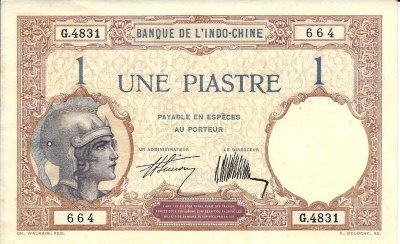 G.4831 BANQUE DE L'INDO-CHINE 664
1 UNE PIASTRE 1
PAYABLE EN ESPÈCES
AU PORTEUR
UN ADMINISTRATEUR LE DIRECTEUR
664 G.4831
CH. WALHAIN, FEC. E. DELOCHE, SC.